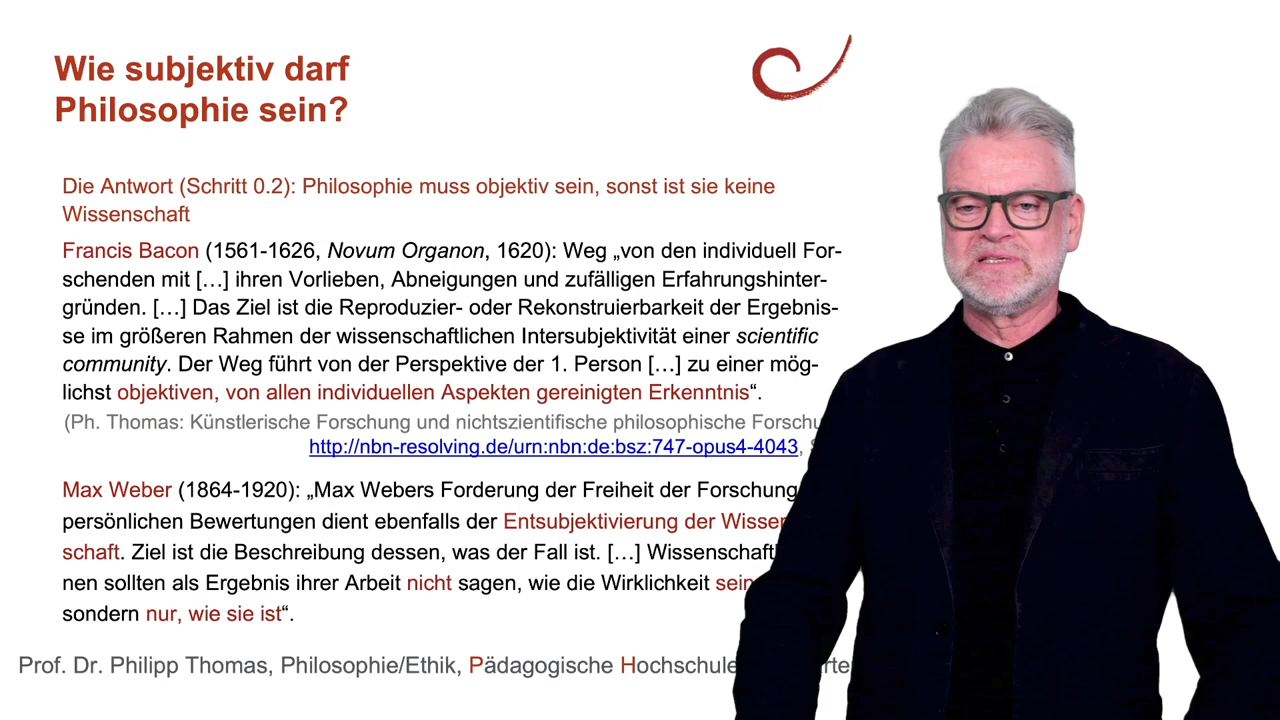 Wie subjektiv darf
Philosophie sein?
Die Antwort (Schritt 0.2): Philosophie muss objektiv sein, sonst ist sie keine
Wissenschaft
Francis Bacon (1561-1626, Novum Organon, 1620): Weg „von den individuell For-
schenden mit […] ihren Vorlieben, Abneigungen und zufälligen Erfahrungshinter-
gründen. […] Das Ziel ist die Reproduzier- oder Rekonstruierbarkeit der Ergebnis-
se im größeren Rahmen der wissenschaftlichen Intersubjektivität einer scientific
community. Der Weg führt von der Perspektive der 1. Person […] zu einer mög-
lichst objektiven, von allen individuellen Aspekten gereinigten Erkenntnis“.
(Ph. Thomas: Künstlerische Forschung und nichtszientifische philosophische
http://nbn-resolving.de/urn:nbn:de:bsz:747-opus4-4043,
Max Weber (1864-1920): „Max Webers Forderung der Freiheit der Forschung
persönlichen Bewertungen dient ebenfalls der Entsubjektivierung der
schaft. Ziel ist die Beschreibung dessen, was der Fall ist. […]
nen sollten als Ergebnis ihrer Arbeit nicht sagen, wie die Wirklichkeit
sondern nur, wie sie ist“.
Prof. Dr. Philipp Thomas, Philosophie/Ethik, Pädagogische Hochschule